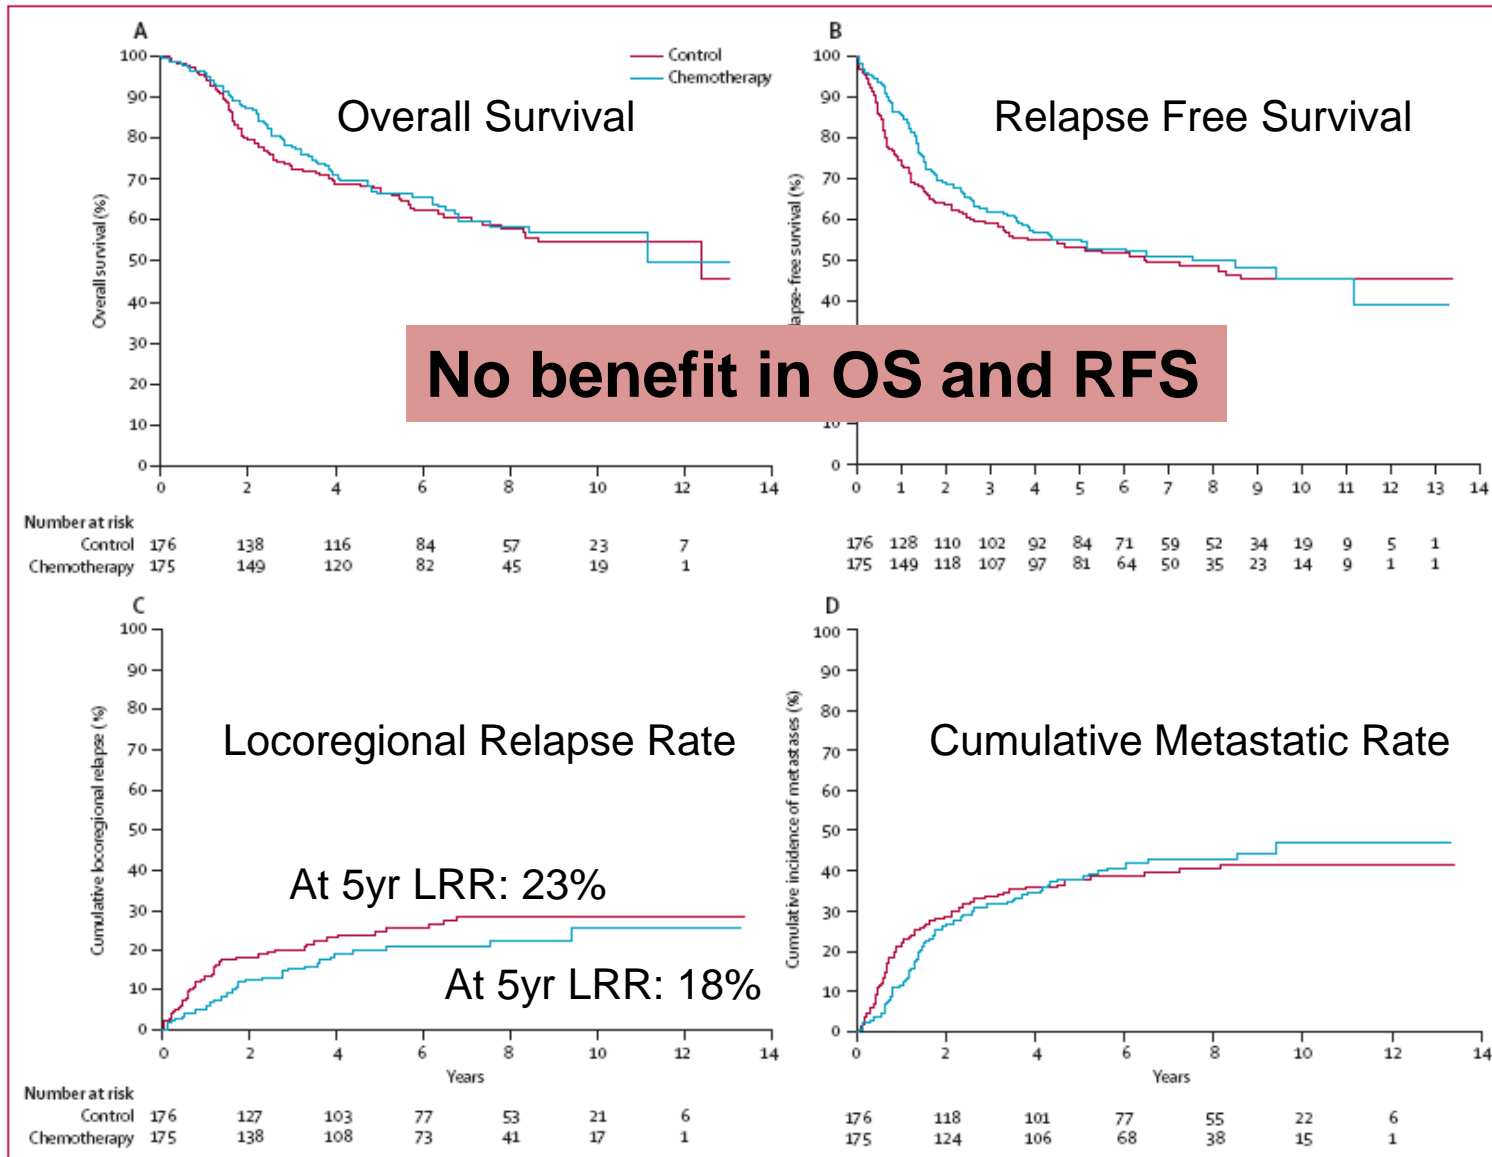 A
Control
Chemotherapy
Overall Survival
Overall survival (%)
100
90
80
70
60
50
40
30
20
10
0
0 2 4 6 8 10 12 14
Number at risk
Control 176 138 116 84 57 23 7
Chemotherapy 175 149 120 82 45 19 1
B
Relapse Free Survival
lapse-free survival (%)
100
90
80
70
60
50
40
10
0
0 1 2 3 4 5 6 7 8 9 10 11 12 13 14
176 128 110 102 92 84 71 59 52 34 19 9 5 1
175 149 118 107 97 81 64 50 35 23 14 9 1 1
No benefit in OS and RFS
C
Locoregional Relapse Rate
Cumulative locoregional relapse (%)
100
90
80
70
60
50
40
30
20
10
0
At 5yr LRR: 23%
At 5yr LRR: 18%
0 2 4 6 8 10 12 14
Years
Number at risk
Control 176 127 103 77 53 21 6
Chemotherapy 175 138 108 73 41 17 1
D
Cumulative Metastatic Rate
Cumulative incidence of metastases (%)
100
90
80
70
60
50
40
30
20
10
0
0 2 4 6 8 10 12 14
Years
176 118 101 77 55 22 6
175 124 106 68 38 15 1